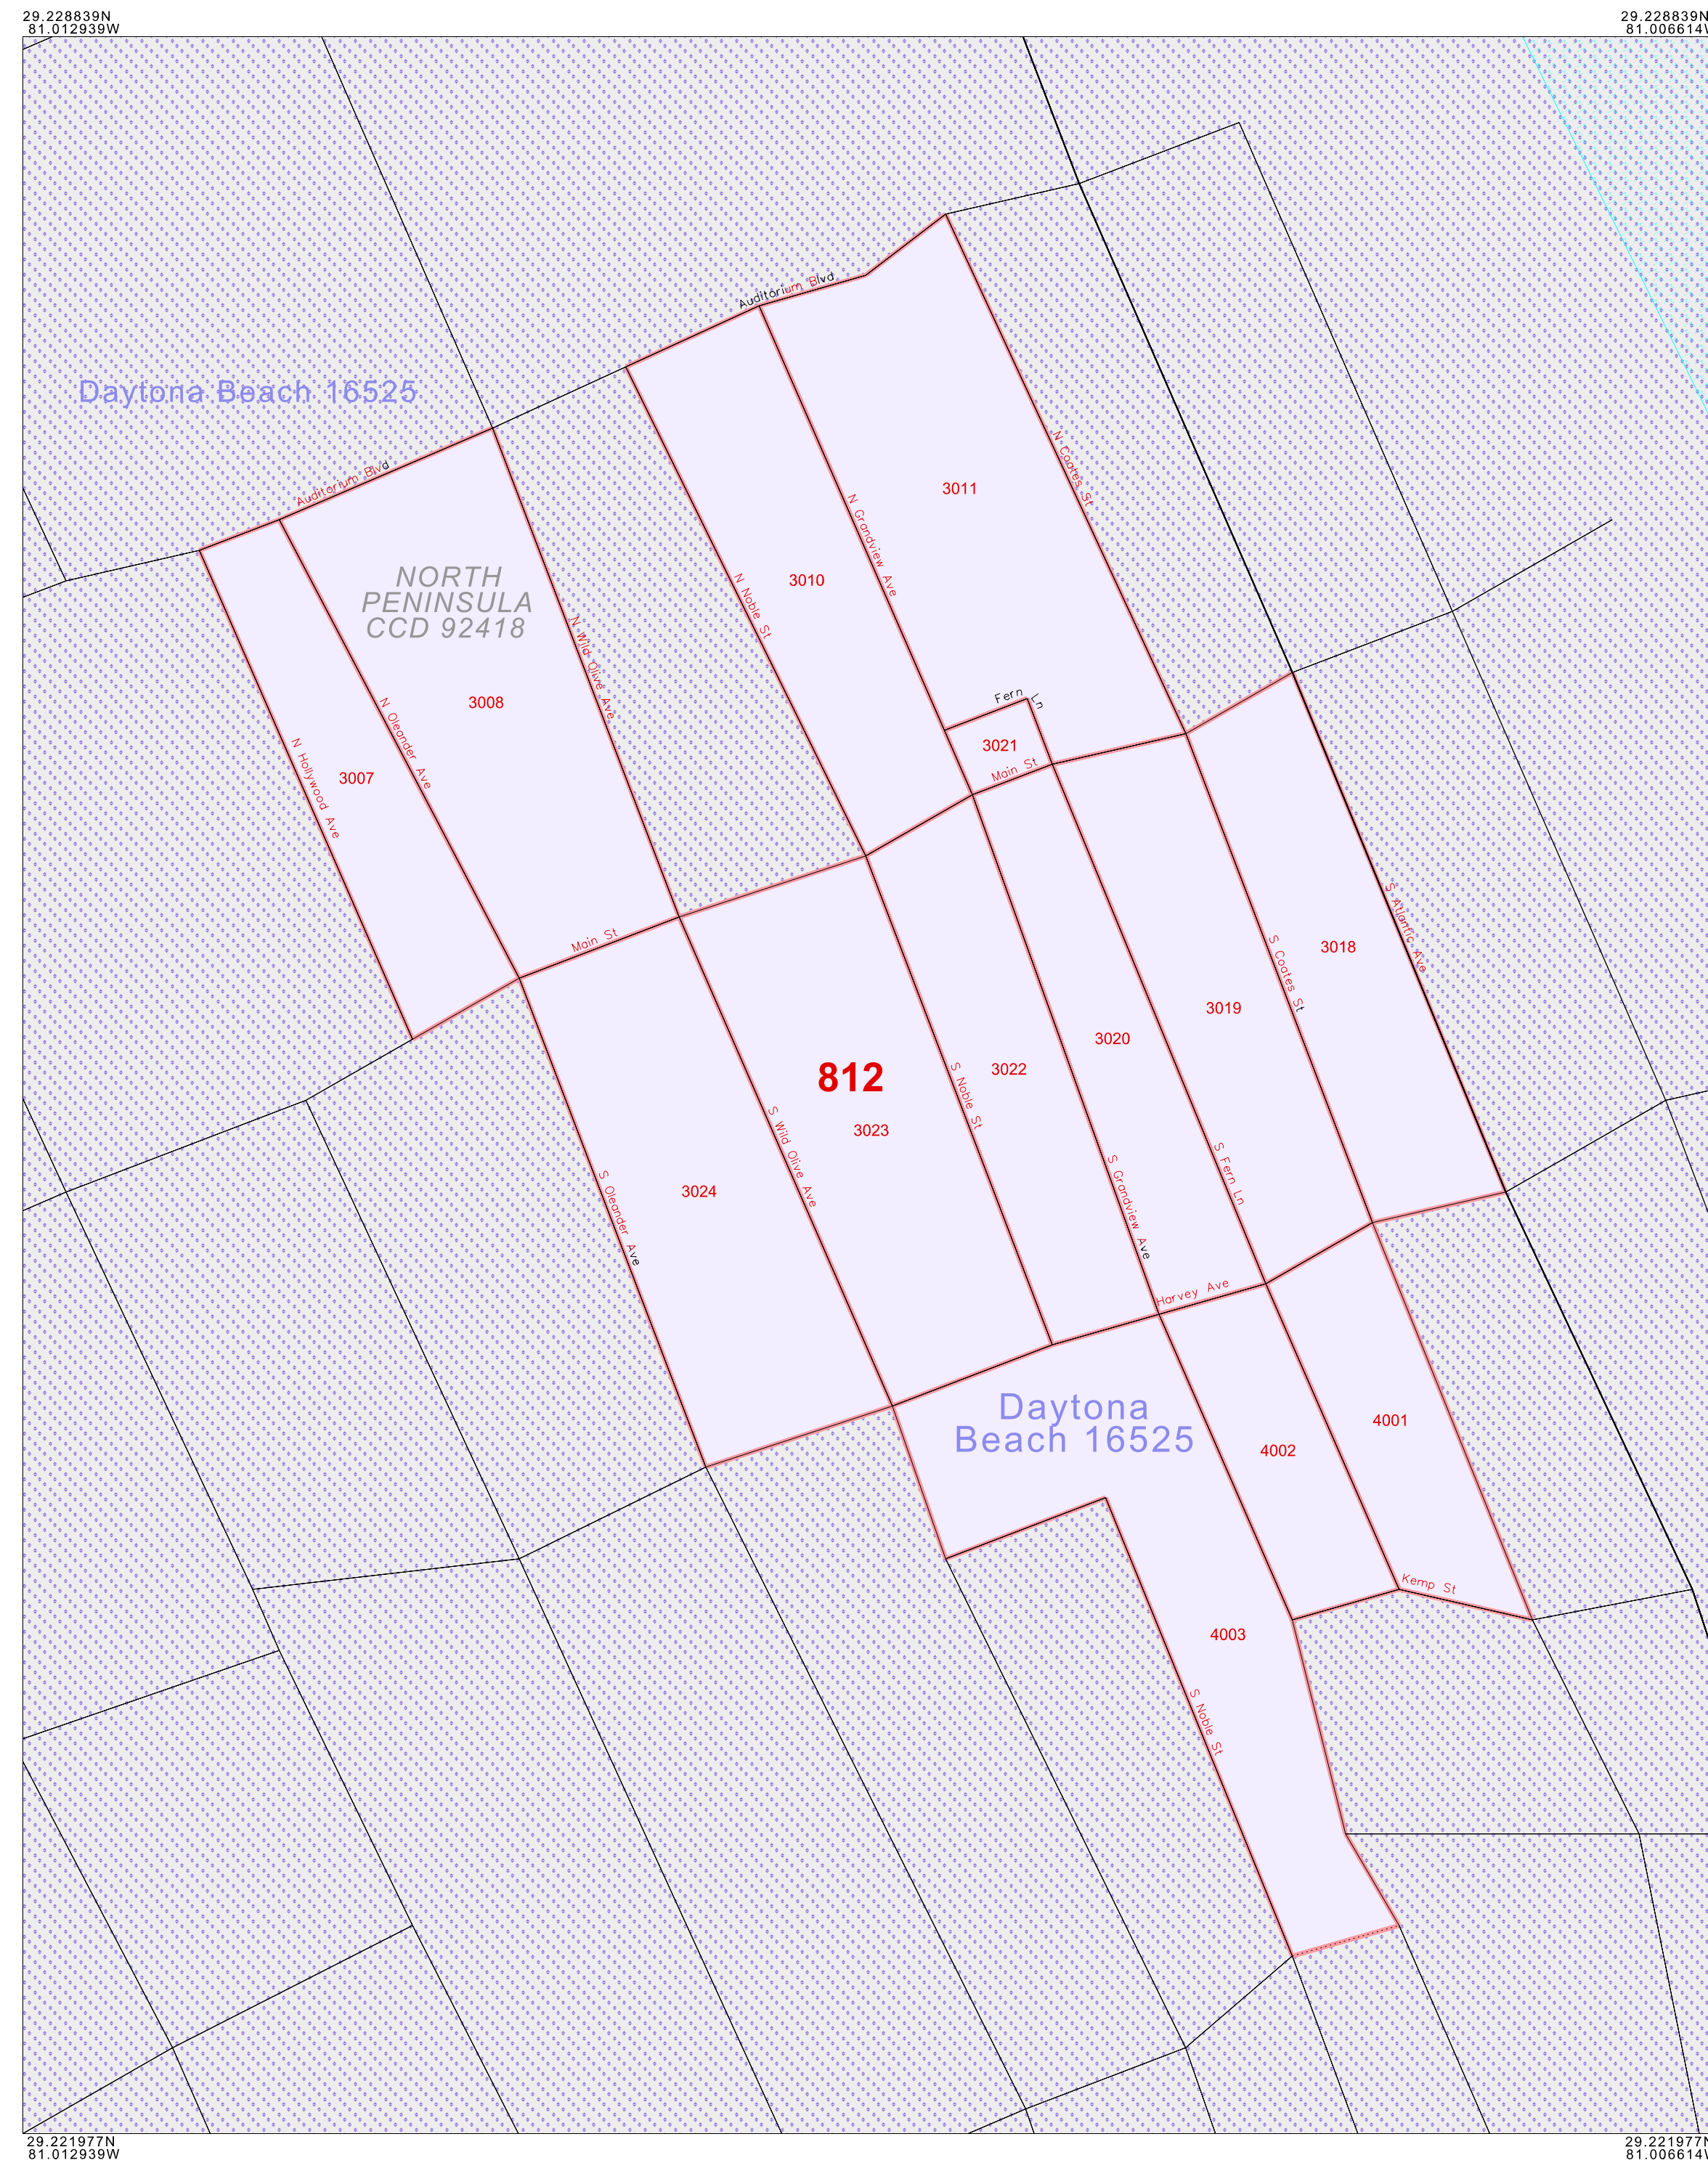 29.228839N
81.012939W
29.228839N
81.006614W
Auditorium Blvd
Daytona Beach 16525
N Coates St
Auditorium Blvd
3011
N Grandview Ave
NORTH
PENINSULA
CCD 92418
3010
N Noble St
N Wild Olive Ave
3008
N Oleander Ave
Fern Ln
3021
Main St
3007
N Hollywood Ave
Main St
S Atlantic Ave
3018
S Coates St
3019
3020
812
3022
S Noble St
3023
S Wild Olive Ave
S Fern Ln
S Grandview Ave
3024
S Oleander Ave
Harvey Ave
Daytona
Beach 16525
4001
4002
Kemp St
4003
S Noble St
29.221977N
81.012939W
29.221977N
81.006614W